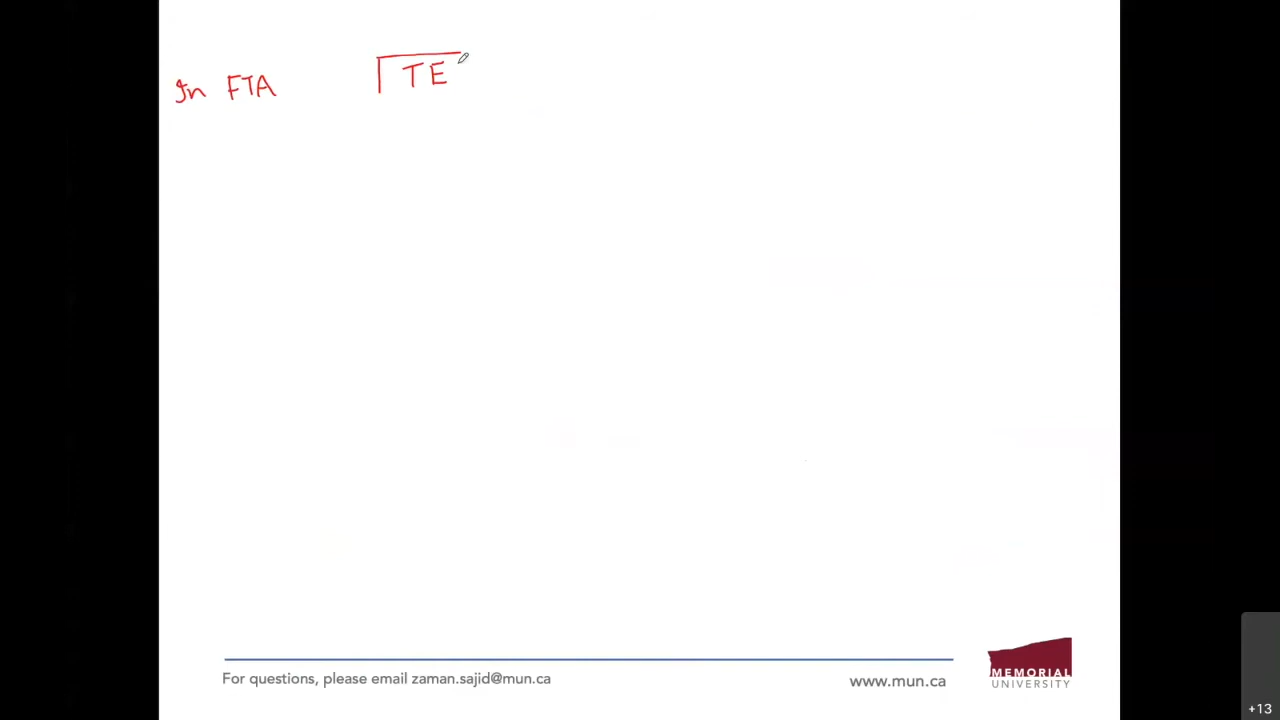 In FTA TE
For questions, please email zaman.sajid@mun.ca
www.mun.ca
MEMORIAL
UNIVERSITY
+13